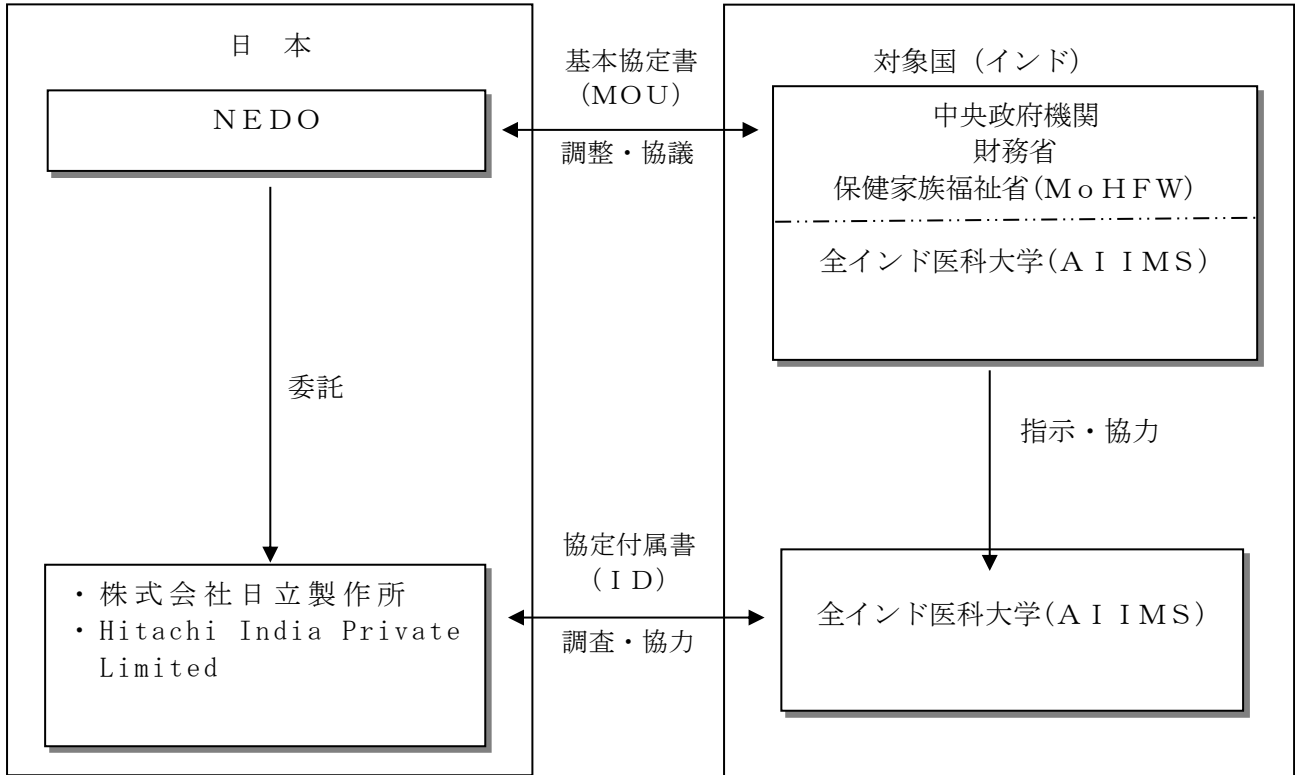 日　本
NEDO
委託
・株式会社日立製作所
・Hitachi India Private
Limited
基本協定書
(MOU)
調整・協議
協定付属書
(ID)
調査・協力
対象国（インド）
中央政府機関
財務省
保健家族福祉省(MoHFW)
全インド医科大学(AIIMS)
指示・協力
全インド医科大学(AIIMS)